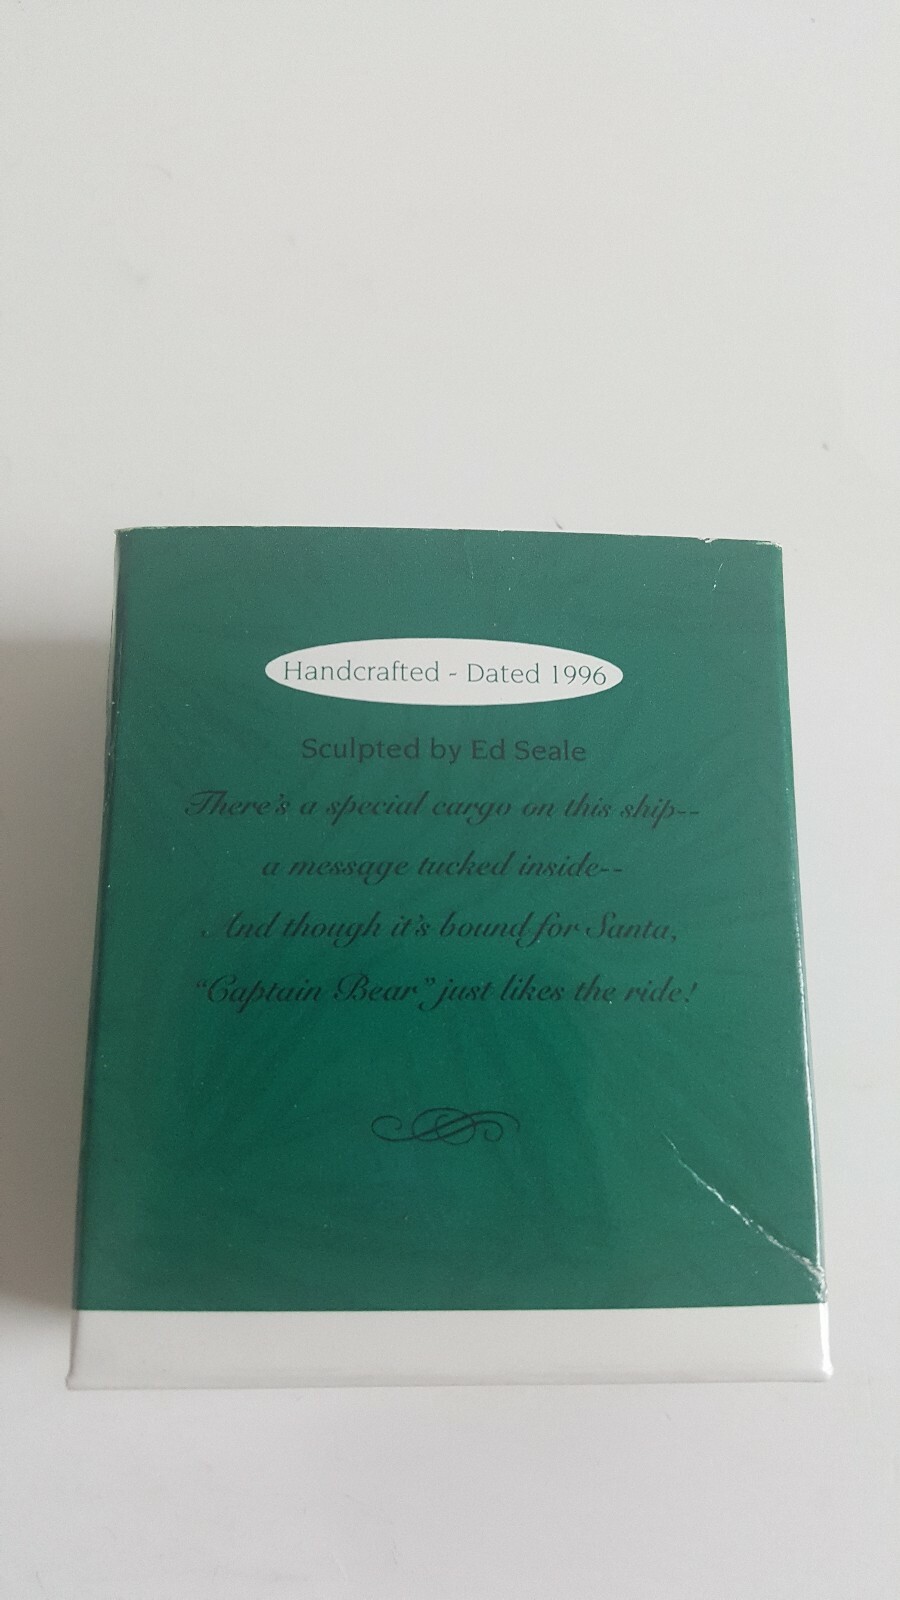 Handcrafted - Dated 1996
Sculpted by Ed Seale
There's a special cargo on this ship--
a message tucked inside--
And though it's bound for Santa,
"Captain Bear" just likes the ride!